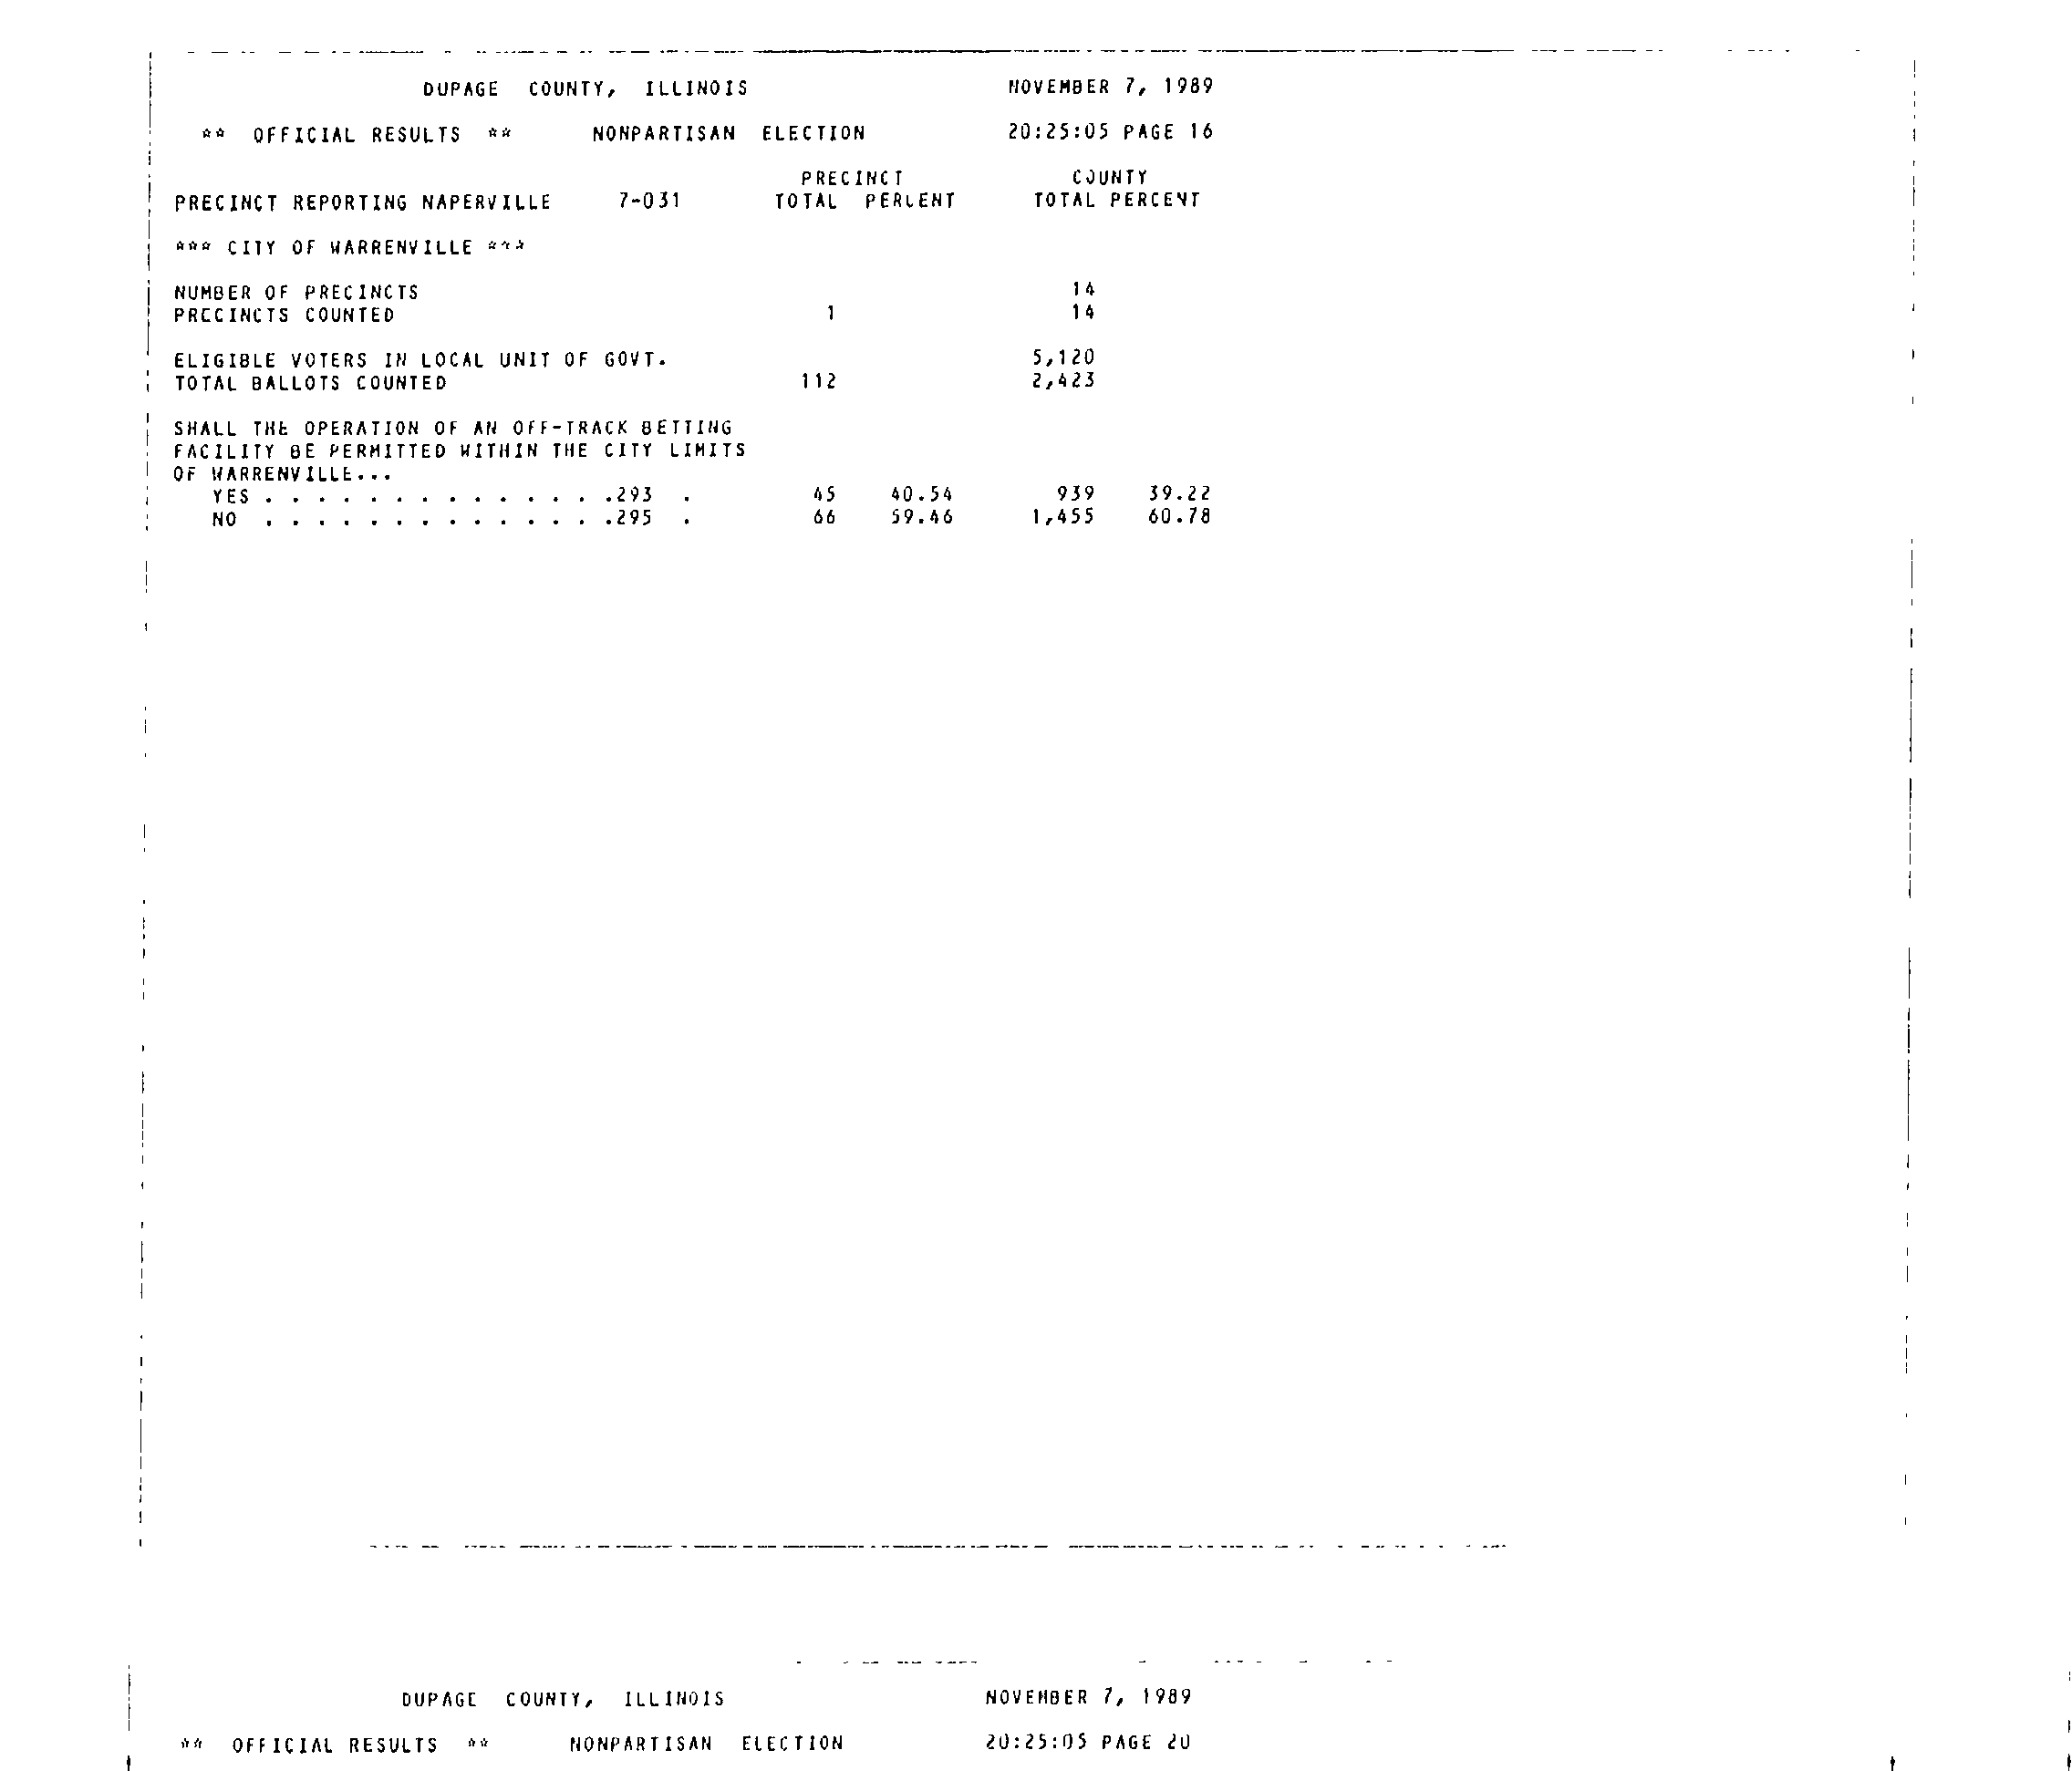 DUPAGE COUNTY, ILLINOIS NOVEMBER 7, 1989
** OFFICIAL RESULTS ** NONPARTISAN ELECTION 20:25:05 PAGE 16
PRECINCT COUNTY
PRECINCT REPORTING NAPERVILLE 7-031 TOTAL PERCENT TOTAL PERCENT
*** CITY OF WARRENVILLE ***
NUMBER OF PRECINCTS 14
PRECINCTS COUNTED 1 14
ELIGIBLE VOTERS IN LOCAL UNIT OF GOVT. 5,120
TOTAL BALLOTS COUNTED 112 2,423
SHALL THE OPERATION OF AN OFF-TRACK BETTING
FACILITY BE PERMITTED WITHIN THE CITY LIMITS
OF WARRENVILLE...
YES . . . . . . . . . . . . . .293 . 45 40.54 939 39.22
NO . . . . . . . . . . . . . .295 . 66 59.46 1,455 60.78
DUPAGE COUNTY, ILLINOIS NOVEMBER 7, 1989
** OFFICIAL RESULTS ** NONPARTISAN ELECTION 20:25:05 PAGE 20